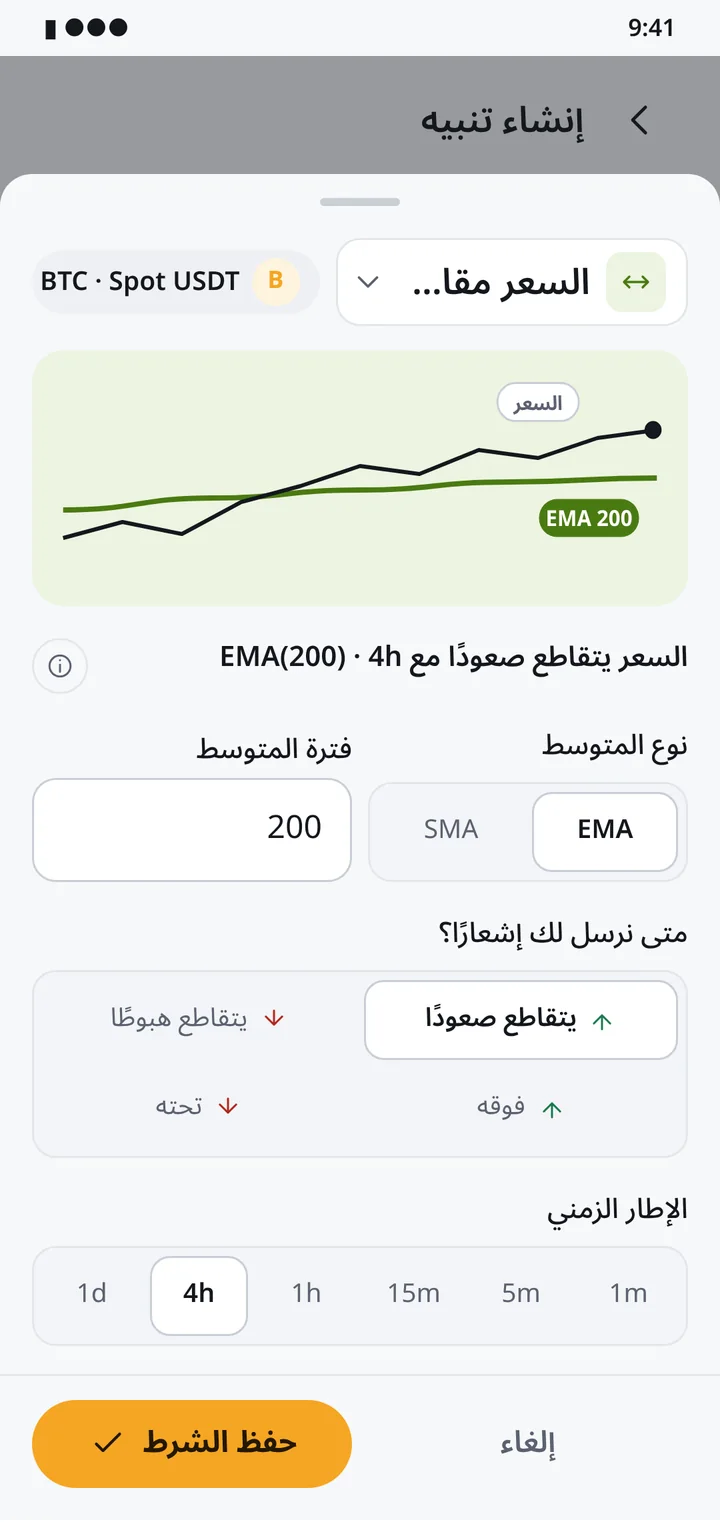 9:41
إنشاء تنبيه
السعر مقا...
B BTC · Spot USDT
السعر
EMA 200
السعر يتقاطع صعودًا مع EMA(200) · 4h
نوع المتوسط
فترة المتوسط
EMA
SMA
200
متى نرسل لك إشعارًا؟
يتقاطع صعودًا
يتقاطع هبوطًا
فوقه
تحته
الإطار الزمني
1m
5m
15m
1h
4h
1d
إلغاء
حفظ الشرط